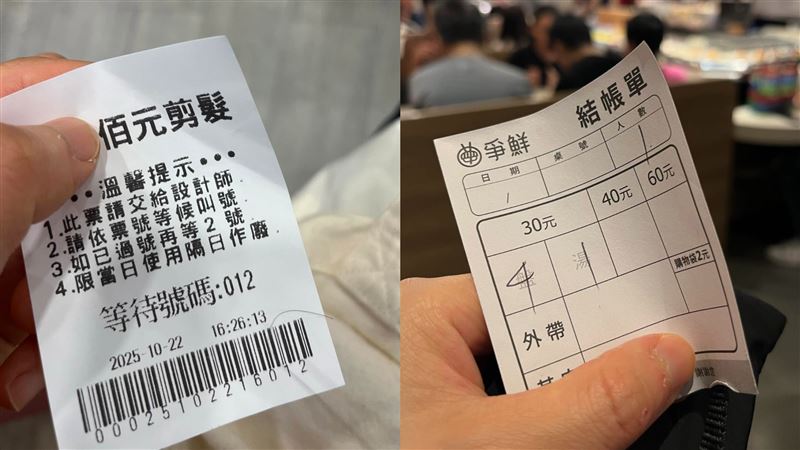 佰元剪髮
•••溫馨提示•••
1.此票請交給設計師
2.請依票號等候叫號.
3.如已過號再等2號
4.限當日使用隔日作廢.
等待號碼:012
2025-10-22 16:26:13
00025102216012
爭鮮 結帳單
日期 桌號 人數
/ 1
30元 40元 60元
盤 湯
購物袋2元
外帶
其